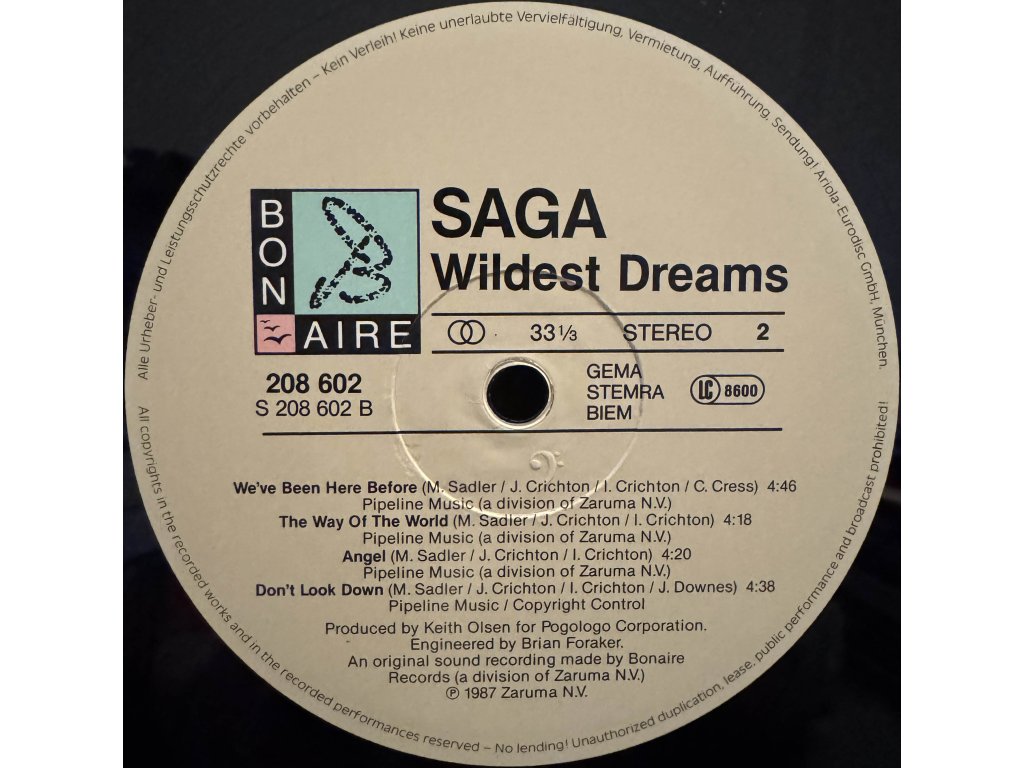 Alle Urheber- und Leistungsschutzrechte vorbehalten – Kein Verleih! Keine unerlaubte Vervielfältigung, Vermietung, Aufführung, Sendung! Ariola-Eurodisc GmbH, München.
BON
AIRE
SAGA
Wildest Dreams
33 1/3 STEREO 2
208 602
S 208 602 B
GEMA
STEMRA
BIEM
LC 8600
We've Been Here Before (M. Sadler / J. Crichton / I. Crichton / C. Cress) 4:46
Pipeline Music (a division of Zaruma N.V.)
The Way Of The World (M. Sadler / J. Crichton / I. Crichton) 4:18
Pipeline Music (a division of Zaruma N.V.)
Angel (M. Sadler / J. Crichton / I. Crichton) 4:20
Pipeline Music (a division of Zaruma N.V.)
Don't Look Down (M. Sadler / J. Crichton / I. Crichton / J. Downes) 4:38
Pipeline Music / Copyright Control
Produced by Keith Olsen for Pogologo Corporation.
Engineered by Brian Foraker.
An original sound recording made by Bonaire
Records (a division of Zaruma N.V.)
℗ 1987 Zaruma N.V.
All copyrights in the recorded works and in the recorded performances reserved – No lending! Unauthorized duplication, lease, public performance and broadcast prohibited!